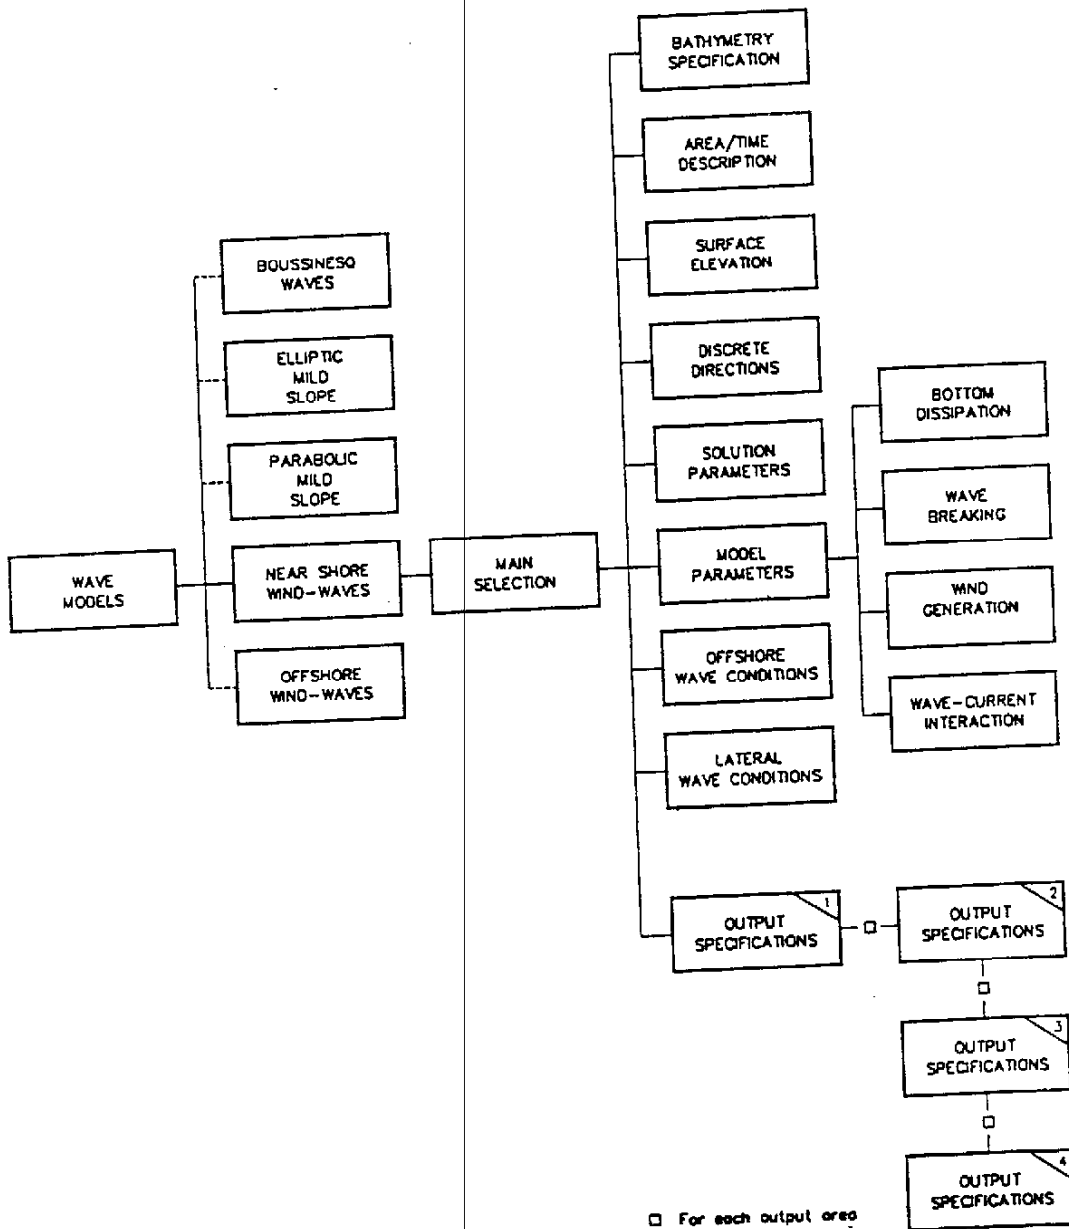 BATHYMETRY
SPECIFICATION
AREA/TIME
DESCRIPTION
SURFACE
ELEVATION
DISCRETE
DIRECTIONS
SOLUTION
PARAMETERS
MODEL
PARAMETERS
OFFSHORE
WAVE CONDITIONS
LATERAL
WAVE CONDITIONS
BOUSSINESQ
WAVES
ELLIPTIC
MILD
SLOPE
PARABOLIC
MILD
SLOPE
NEAR SHORE
WIND-WAVES
OFFSHORE
WIND-WAVES
WAVE
MODELS
MAIN
SELECTION
BOTTOM
DISSIPATION
WAVE
BREAKING
WIND
GENERATION
WAVE-CURRENT
INTERACTION
1
OUTPUT
SPECIFICATIONS
2
OUTPUT
SPECIFICATIONS
3
OUTPUT
SPECIFICATIONS
4
OUTPUT
SPECIFICATIONS
□ For each output area